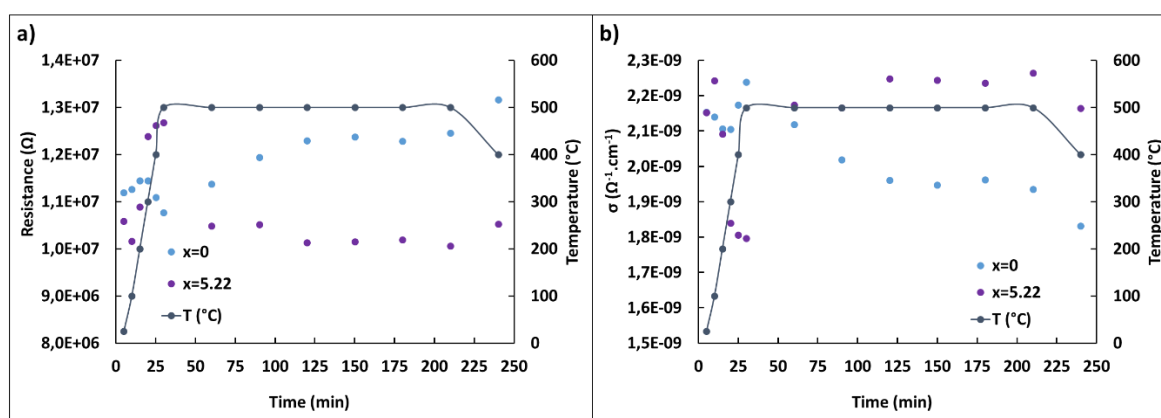 a)
Resistance (Ω)
1,4E+07
1,3E+07
1,2E+07
1,1E+07
1,0E+07
9,0E+06
8,0E+06
x=0
x=5.22
T (°C)
600
500
400
300
200
100
0
Temperature (°C)
0 25 50 75 100 125 150 175 200 225 250
Time (min)
b)
σ (Ω⁻¹.cm⁻¹)
2,3E-09
2,2E-09
2,1E-09
2,0E-09
1,9E-09
1,8E-09
1,7E-09
1,6E-09
1,5E-09
x=0
x=5.22
T (°C)
600
500
400
300
200
100
0
Temperature (°C)
0 25 50 75 100 125 150 175 200 225 250
Time (min)